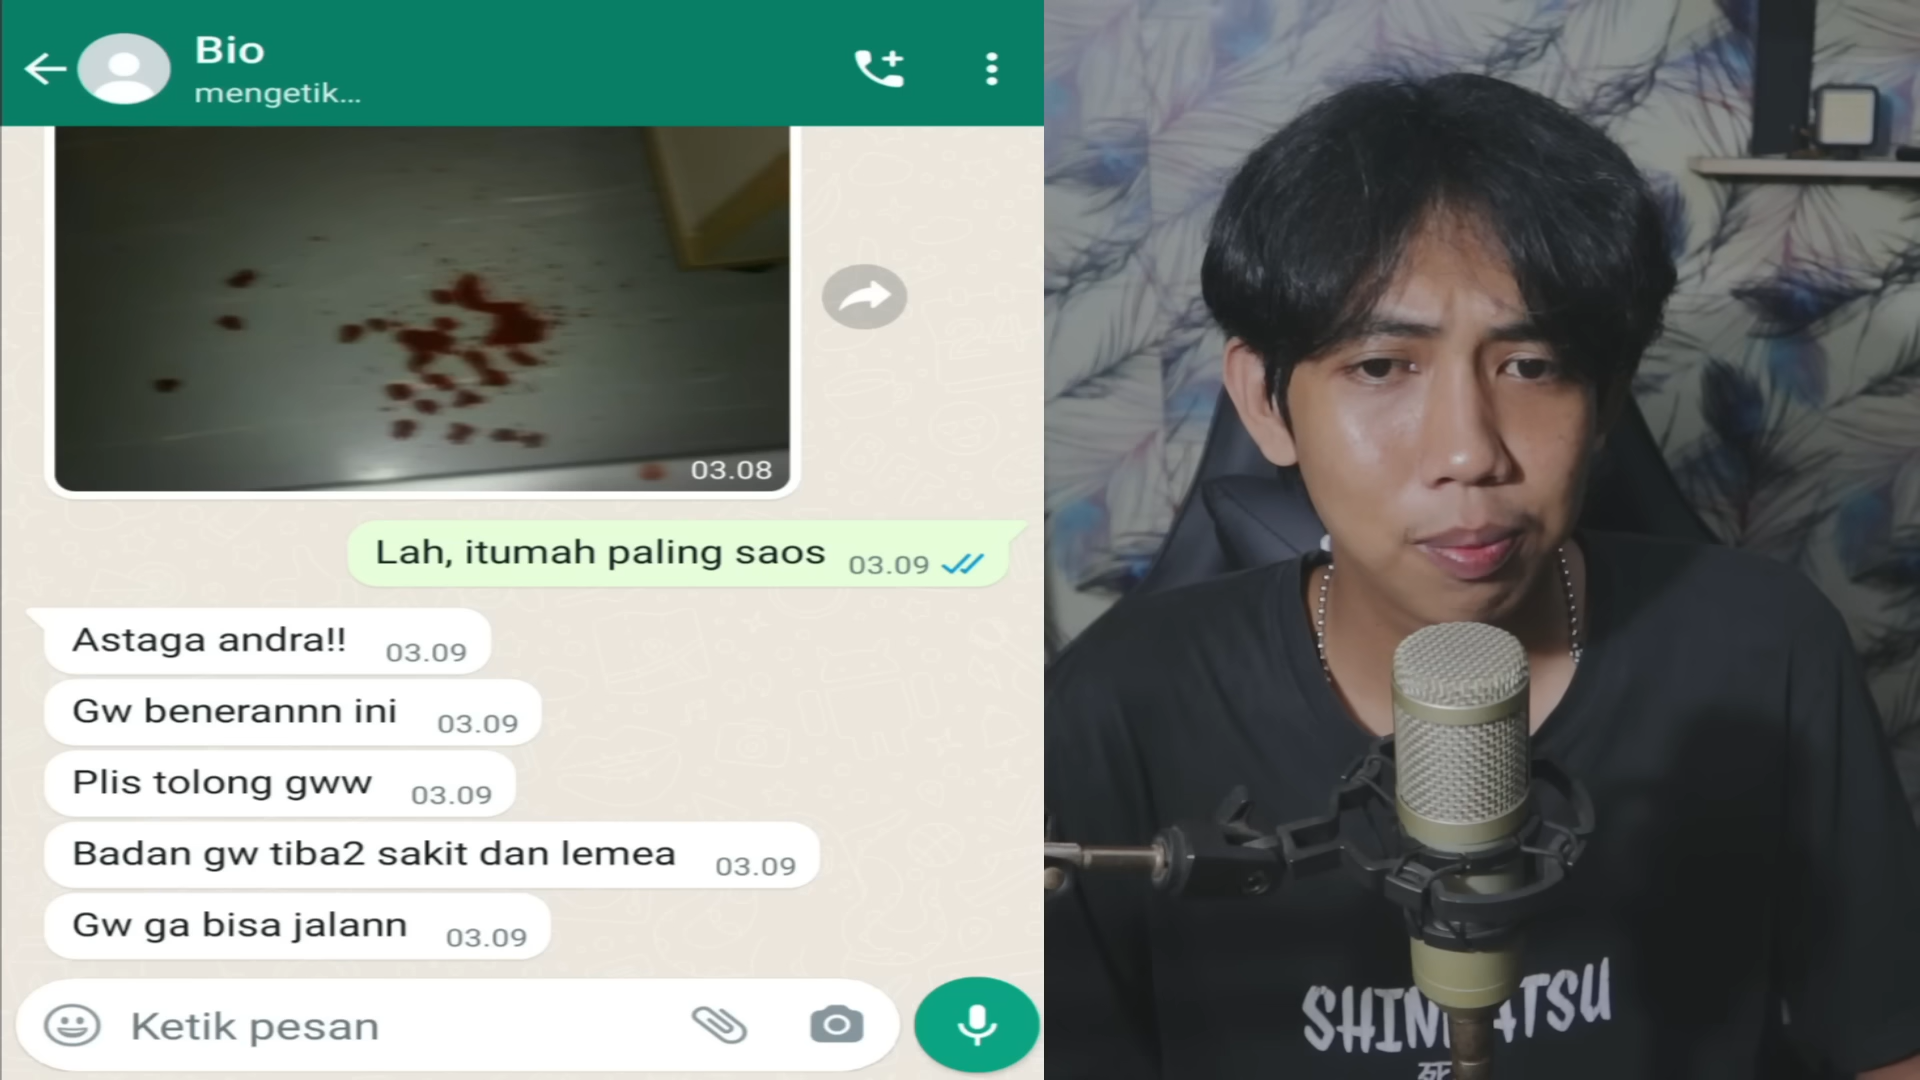 Bio
mengetik...
03.08
Lah, itumah paling saos 03.09
Astaga andra!! 03.09
Gw benerannn ini 03.09
Plis tolong gww 03.09
Badan gw tiba2 sakit dan lemea 03.09
Gw ga bisa jalann 03.09
Ketik pesan